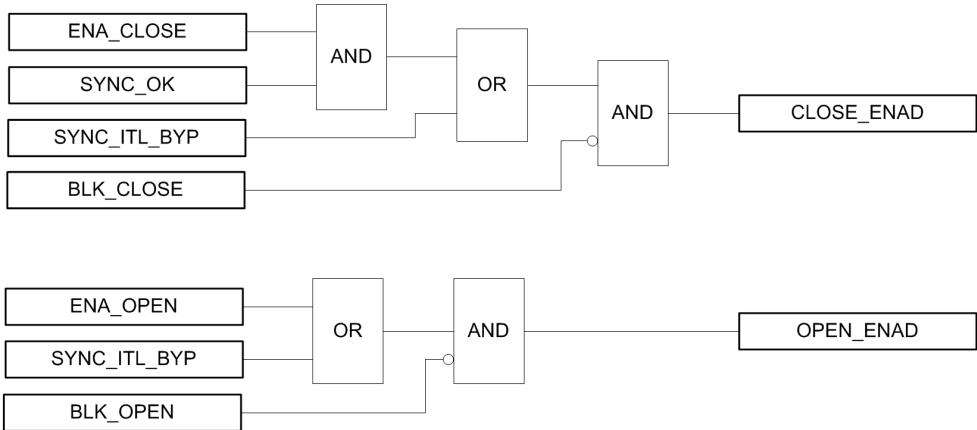 ENA_CLOSE
SYNC_OK
SYNC_ITL_BYP
BLK_CLOSE
AND
OR
AND
CLOSE_ENAD
ENA_OPEN
SYNC_ITL_BYP
BLK_OPEN
OR
AND
OPEN_ENAD